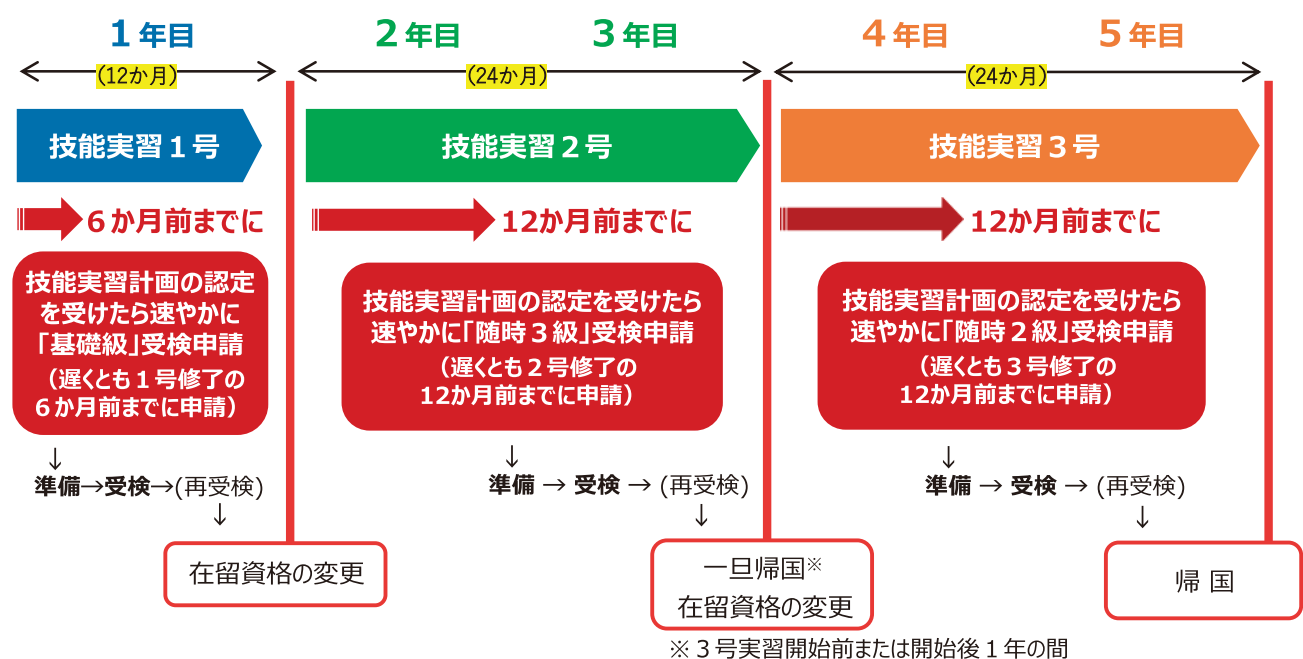 1年目
2年目
3年目
4年目
5年目
(12か月)
(24か月)
(24か月)
技能実習1号
技能実習2号
技能実習3号
6か月前までに
12か月前までに
12か月前までに
技能実習計画の認定
を受けたら速やかに
「基礎級」受検申請
（遅くとも1号修了の
6か月前までに申請）
技能実習計画の認定を受けたら
速やかに「随時3級」受検申請
（遅くとも2号修了の
12か月前までに申請）
技能実習計画の認定を受けたら
速やかに「随時2級」受検申請
（遅くとも3号修了の
12か月前までに申請）
↓
準備→受検→(再受検)
↓
↓
準備 → 受検 → (再受検)
↓
↓
準備 → 受検 → (再受検)
↓
在留資格の変更
一旦帰国※
在留資格の変更
帰 国
※3号実習開始前または開始後1年の間